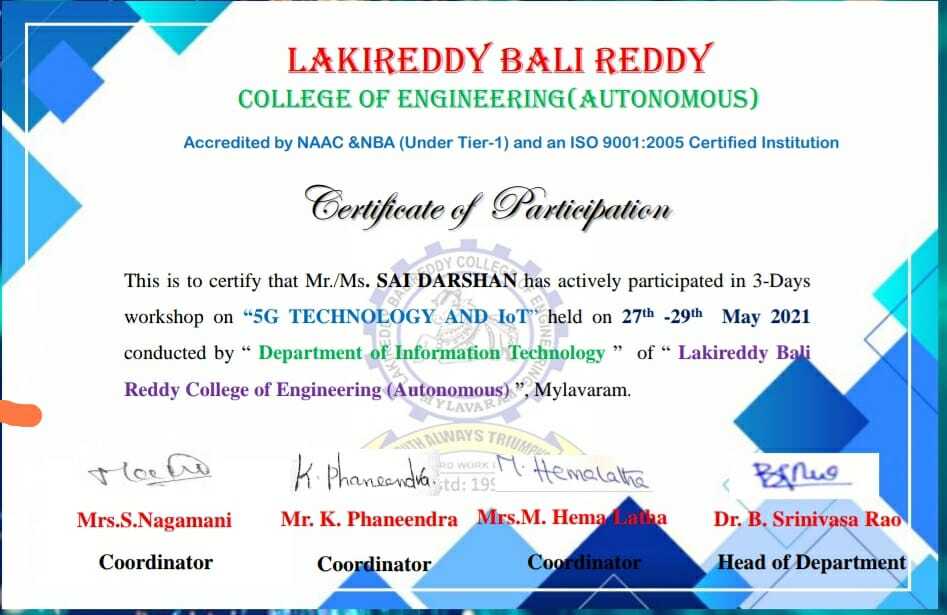 LAKIREDDY BALI REDDY
COLLEGE OF ENGINEERING(AUTONOMOUS)
Accredited by NAAC &NBA (Under Tier-1) and an ISO 9001:2005 Certified Institution
Certificate of Participation
This is to certify that Mr./Ms. SAI DARSHAN has actively participated in 3-Days
workshop on “5G TECHNOLOGY AND IoT” held on 27th -29th May 2021
conducted by “ Department of Information Technology ” of “ Lakireddy Bali
Reddy College of Engineering (Autonomous) ”, Mylavaram.
ALWAYS
K. Phaneendra. M. Hemalatha
Mrs.S.Nagamani Mr. K. Phaneendra Mrs.M. Hema Latha Dr. B. Srinivasa Rao
Coordinator Coordinator Coordinator Head of Department